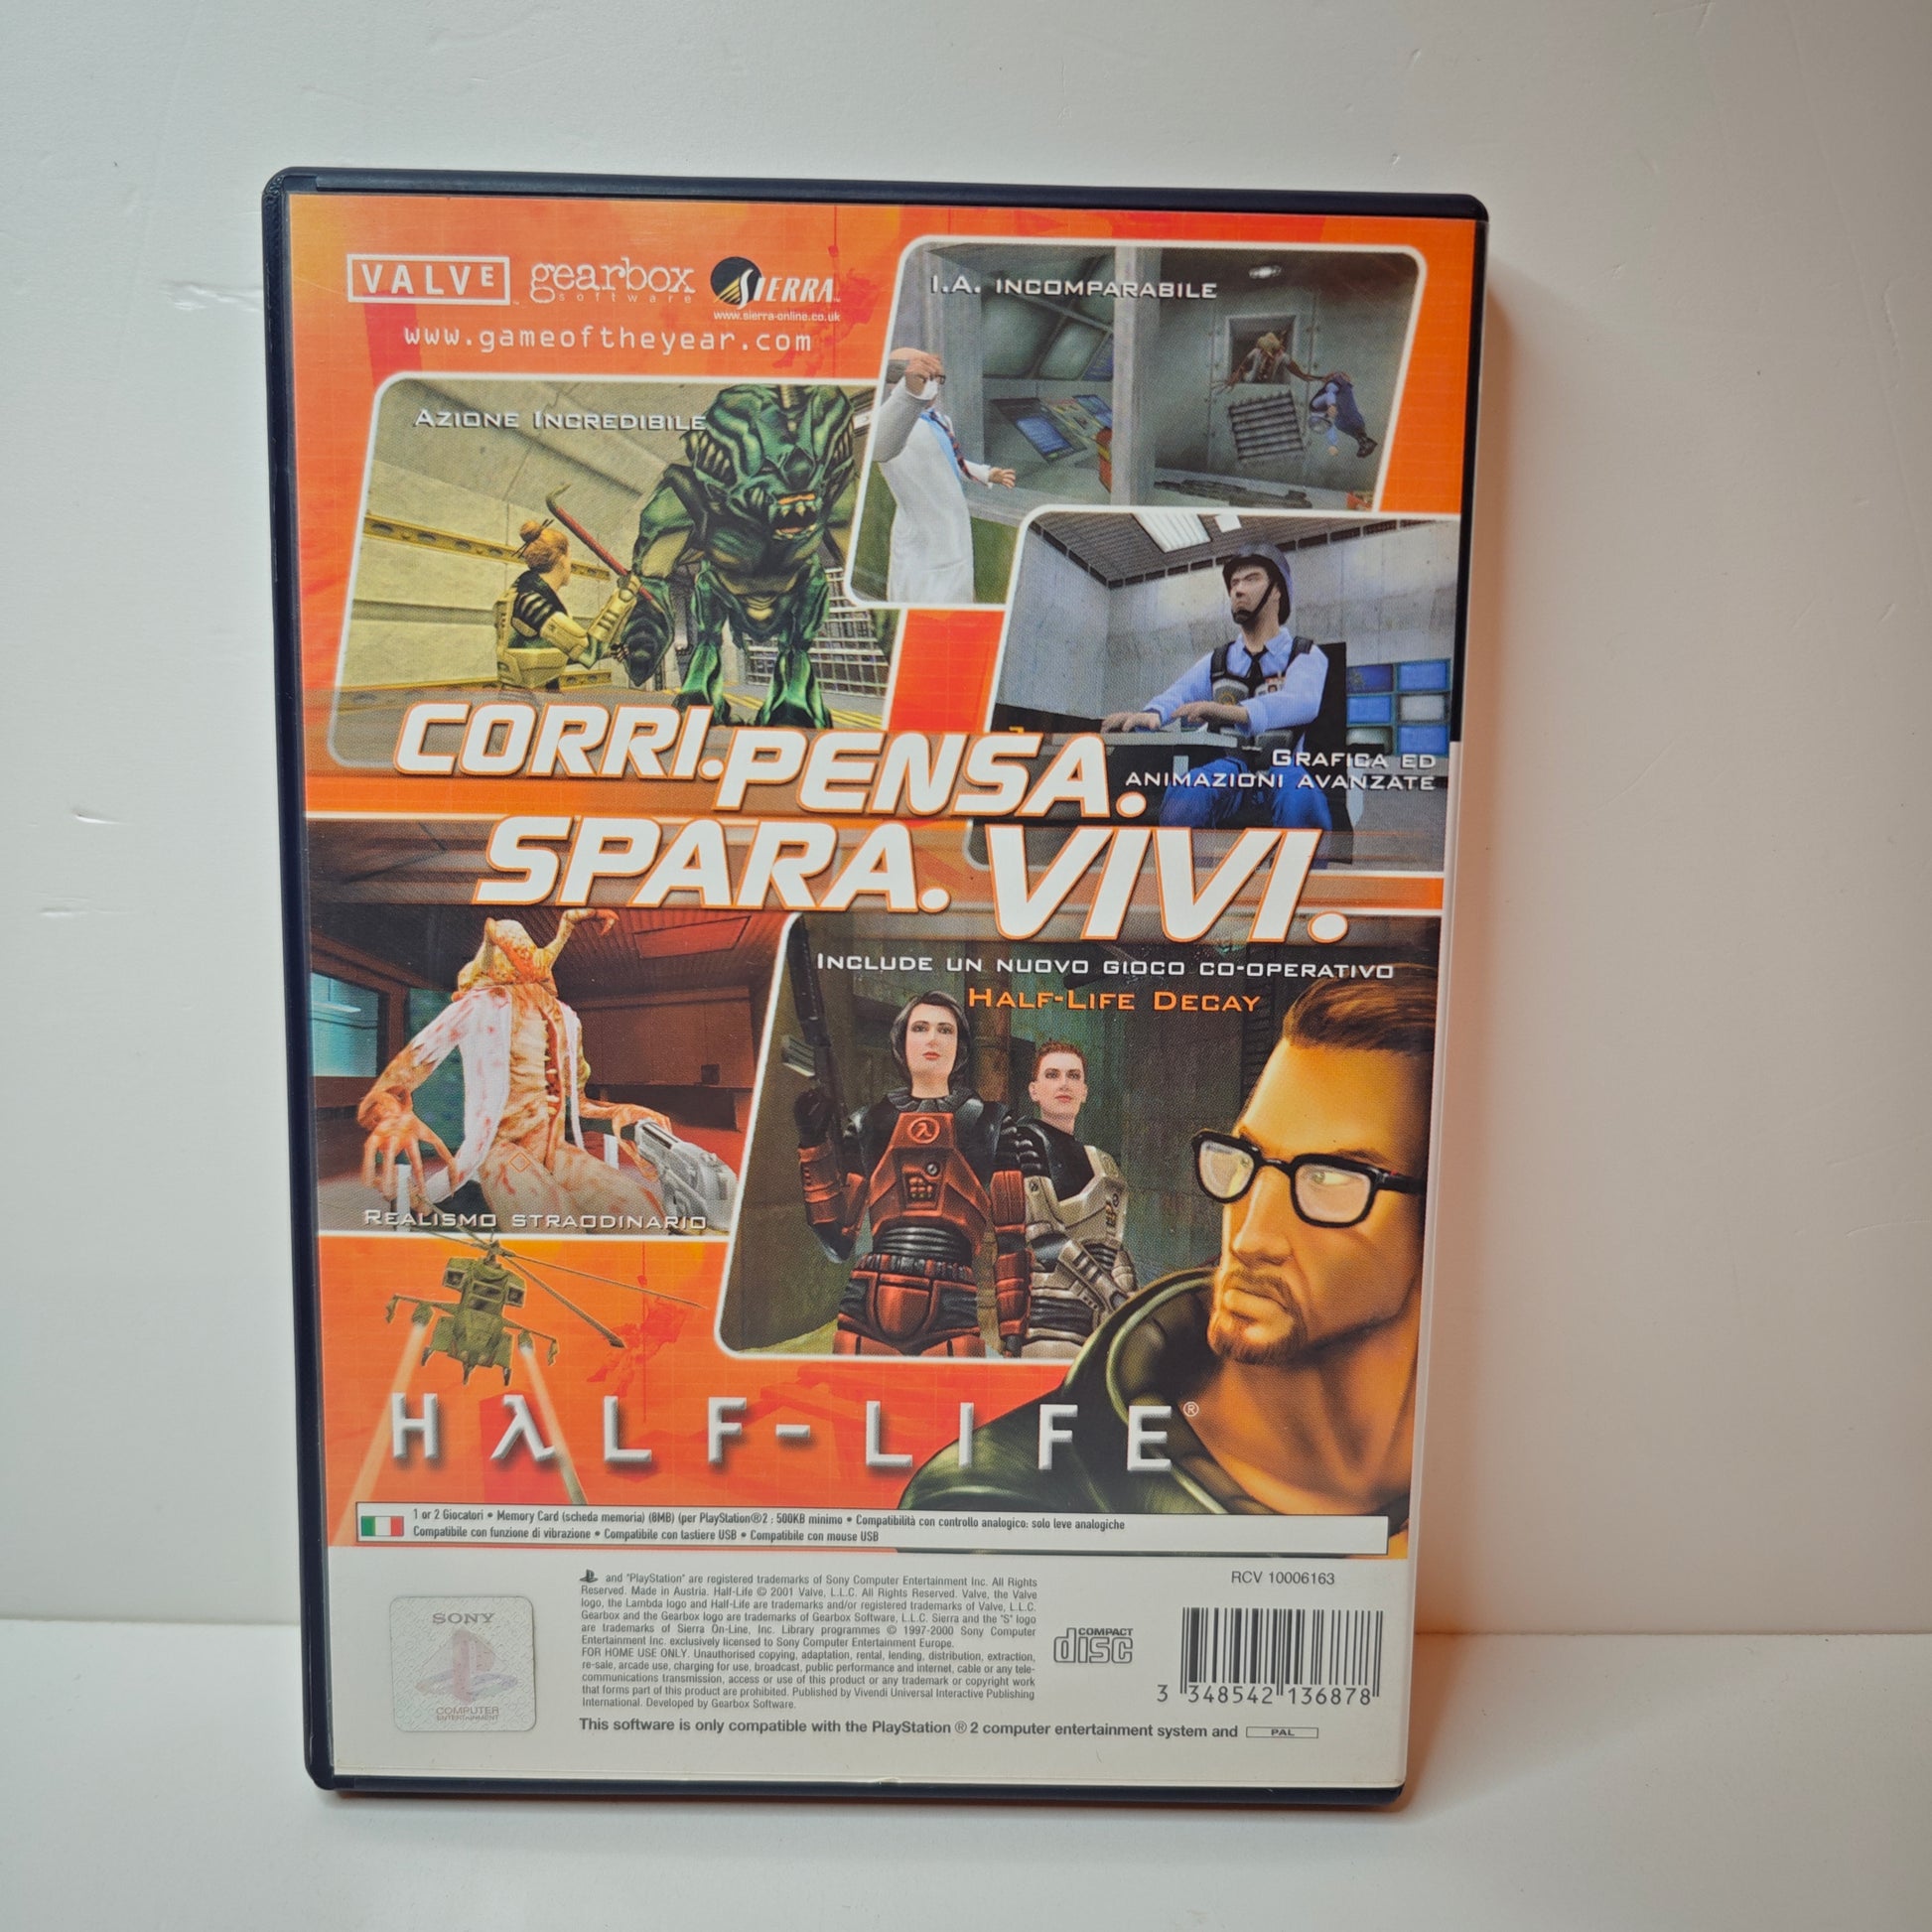 VALVE
gearbox
software
SIERRA
www.sierra-online.co.uk
www.gameoftheyear.com
I.A. INCOMPARABILE
AZIONE INCREDIBILE
GRAFICA ED
ANIMAZIONI AVANZATE
CORRI. PENSA.
SPARA. VIVI.
INCLUDE UN NUOVO GIOCO CO-OPERATIVO
HALF-LIFE DECAY
REALISMO STRAODINARIO
HλLF-LIFE®
1 or 2 Giocatori • Memory Card (scheda memoria) (8MB) (per PlayStation®2 : 500KB minimo • Compatibilità con controllo analogico: solo leve analogiche
Compatibile con funzione di vibrazione • Compatibile con tastiere USB • Compatibile con mouse USB
and "PlayStation" are registered trademarks of Sony Computer Entertainment Inc. All Rights
Reserved. Made in Austria. Half-Life © 2001 Valve, L.L.C. All Rights Reserved. Valve, the Valve
logo, the Lambda logo and Half-Life are trademarks and/or registered trademarks of Valve, L.L.C.
Gearbox and the Gearbox logo are trademarks of Gearbox Software, L.L.C. Sierra and the "S" logo
are trademarks of Sierra On-Line, Inc. Library programmes © 1997-2000 Sony Computer
Entertainment Inc. exclusively licensed to Sony Computer Entertainment Europe.
FOR HOME USE ONLY. Unauthorised copying, adaptation, rental, lending, distribution, extraction,
re-sale, arcade use, charging for use, broadcast, public performance and internet, cable or any tele-
communications transmission, access or use of this product or any trademark or copyright work
that forms part of this product are prohibited. Published by Vivendi Universal Interactive Publishing
International. Developed by Gearbox Software.
This software is only compatible with the PlayStation ® 2 computer entertainment system and PAL
SONY
COMPUTER
ENTERTAINMENT
COMPACT
disc
RCV 10006163
3 348542 136878